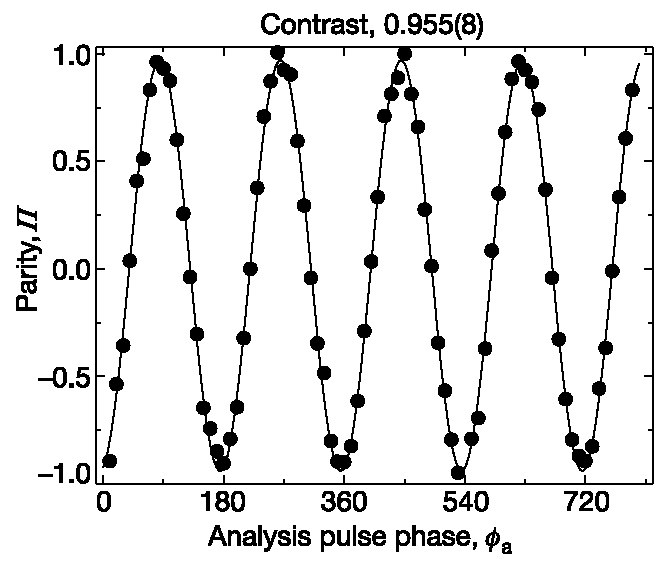 Contrast, 0.955(8)
1.0
0.5
0.0
−0.5
−1.0
Parity, Π
0 180 360 540 720
Analysis pulse phase, ϕa